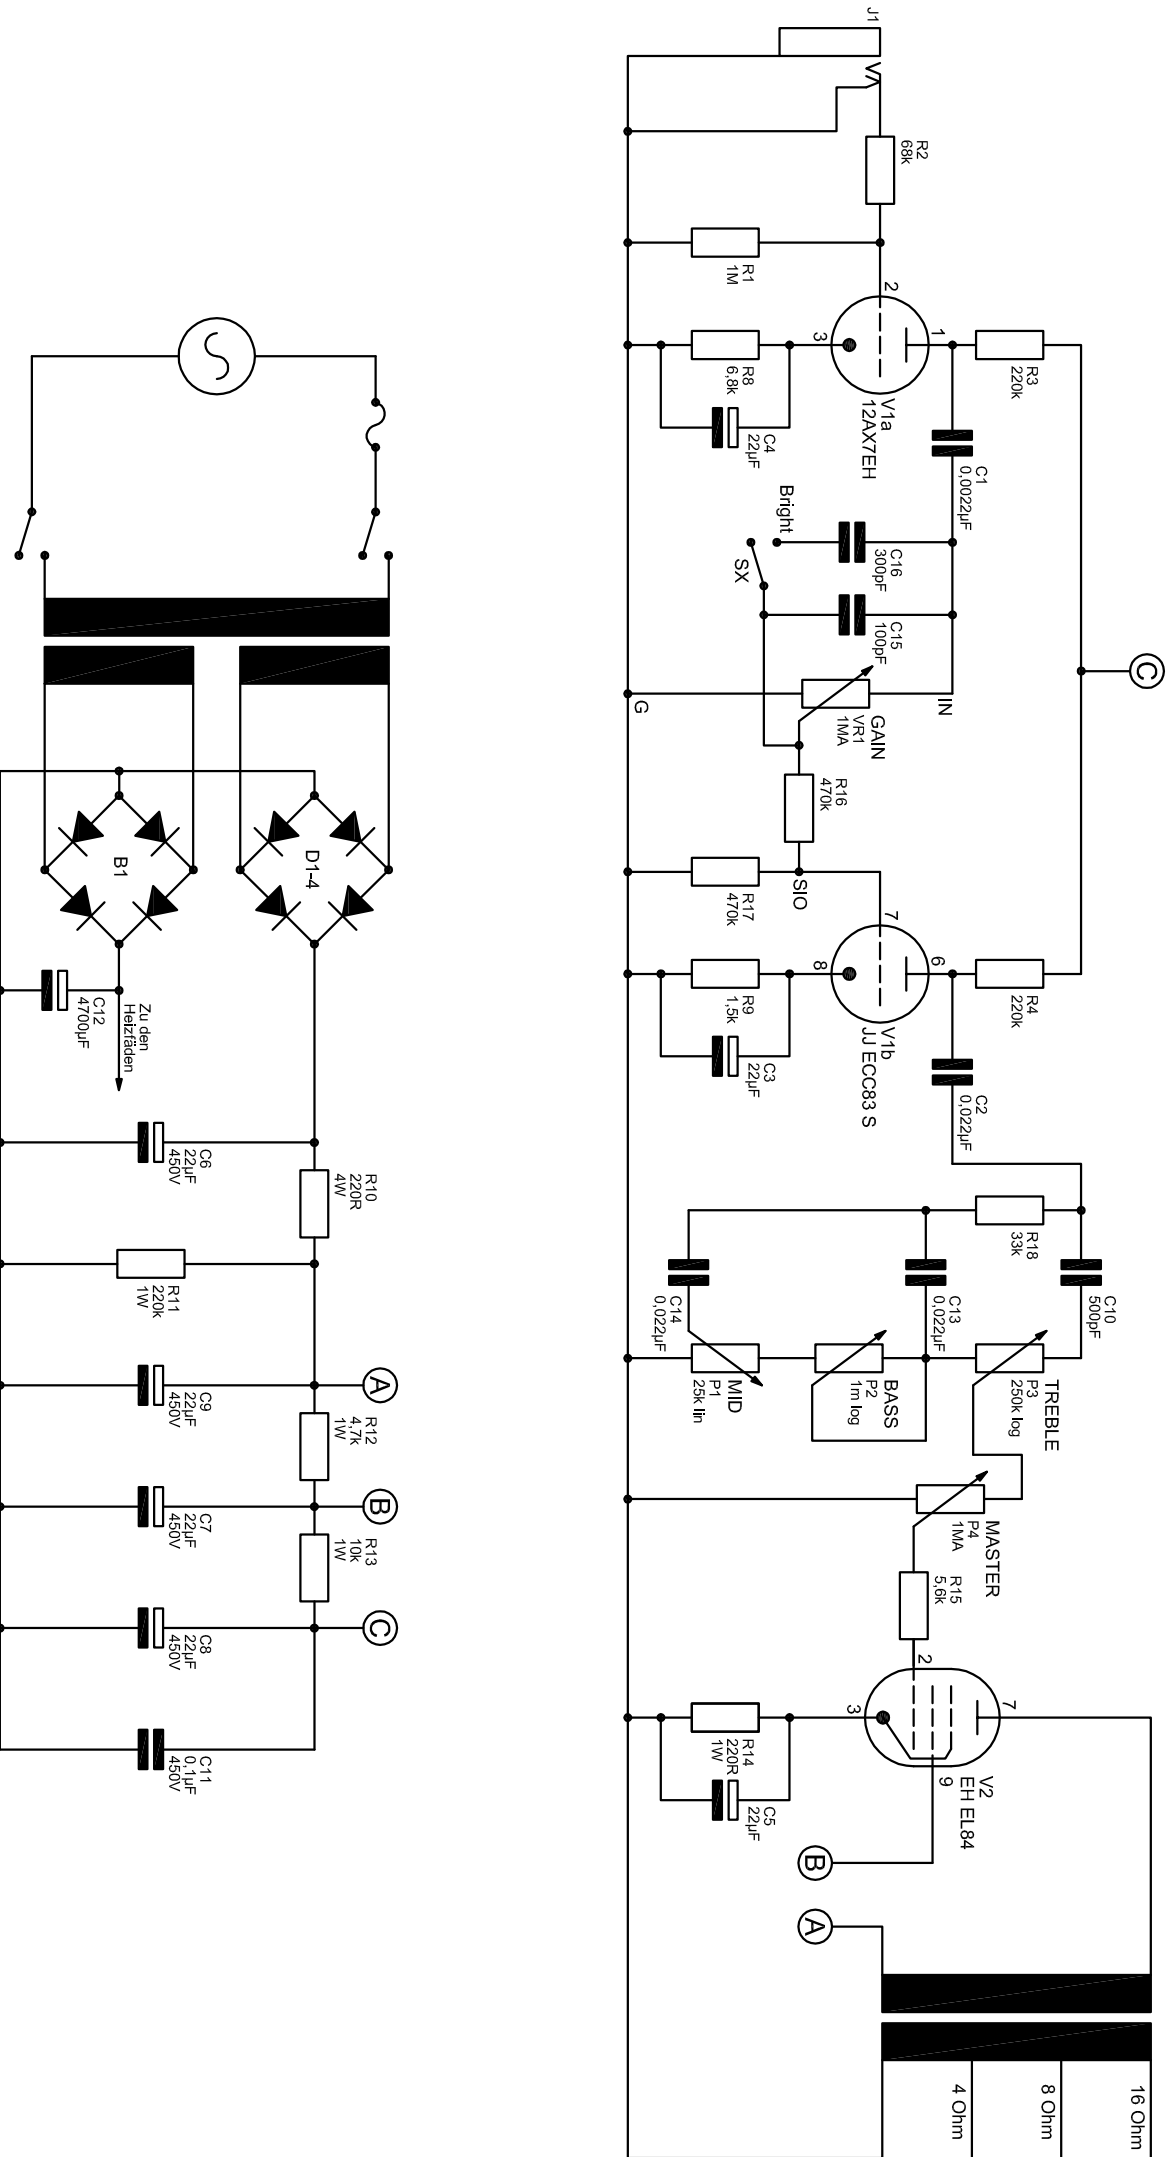 J1
R2
68k
R1
1M
2
1
3
R3
220k
R8
6,8k
C4
22µF
V1a
12AX7EH
C1
0,0022µF
Bright
SX
C16
300pF
C15
100pF
C
IN
G
GAIN
VR1
1MA
R16
470k
SIO
R17
470k
7
6
8
R4
220k
R9
1,5k
C3
22µF
V1b
JJ ECC83 S
C2
0,022µF
R18
33k
C10
500pF
C13
0,022µF
C14
0,022µF
TREBLE
P3
250k log
BASS
P2
1m log
MID
P1
25k lin
MASTER
P4
1MA
R15
5,6k
2
7
3
9
V2
EH EL84
R14
220R
1W
C5
22µF
B
A
16 Ohm
8 Ohm
4 Ohm
D1-4
B1
C12
4700µF
Zu den
Heizfäden
C6
22µF
450V
R10
220R
4W
R11
220k
1W
A
C9
22µF
450V
R12
4,7k
1W
B
C7
22µF
450V
R13
10k
1W
C
C8
22µF
450V
C11
0,1µF
450V